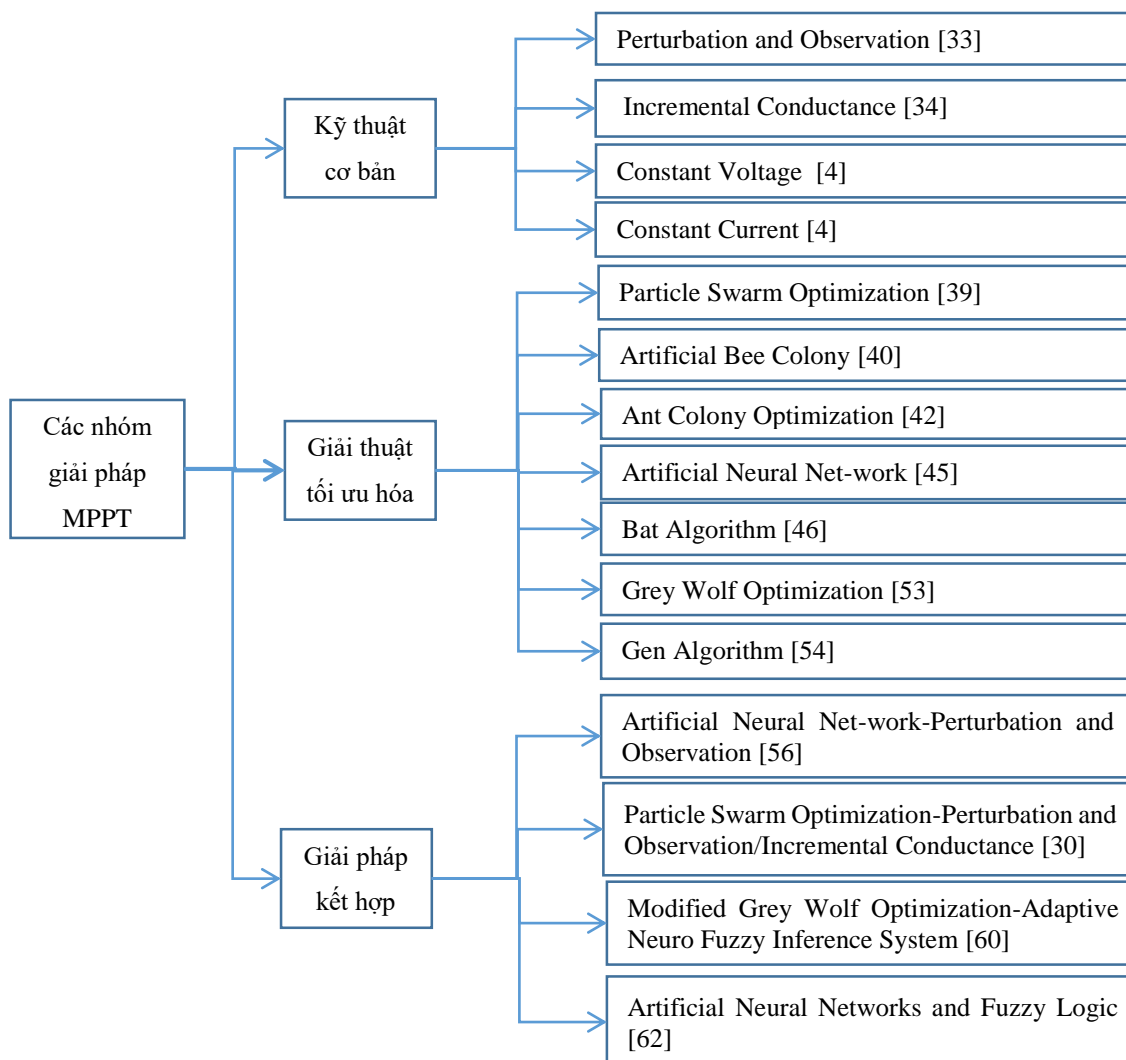 Các nhóm
giải pháp
MPPT
Kỹ thuật
cơ bản
Perturbation and Observation [33]
Incremental Conductance [34]
Constant Voltage [4]
Constant Current [4]
Giải thuật
tối ưu hóa
Particle Swarm Optimization [39]
Artificial Bee Colony [40]
Ant Colony Optimization [42]
Artificial Neural Net-work [45]
Bat Algorithm [46]
Grey Wolf Optimization [53]
Gen Algorithm [54]
Giải pháp
kết hợp
Artificial Neural Net-work-Perturbation and
Observation [56]
Particle Swarm Optimization-Perturbation and
Observation/Incremental Conductance [30]
Modified Grey Wolf Optimization-Adaptive
Neuro Fuzzy Inference System [60]
Artificial Neural Networks and Fuzzy Logic
[62]